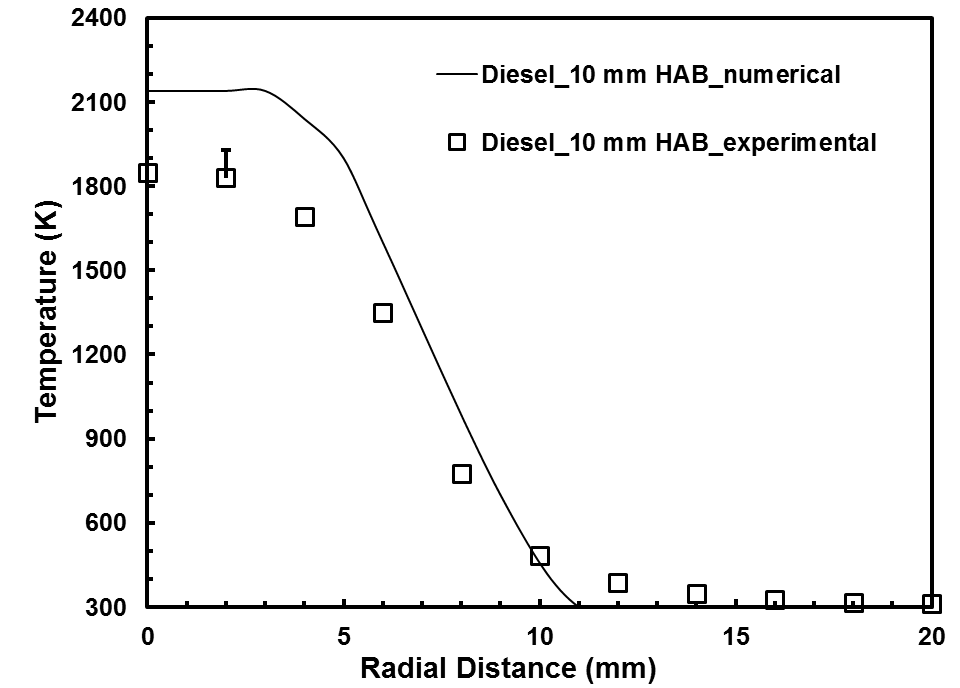 2400
2100
1800
1500
1200
900
600
300
Temperature (K)
Diesel_10 mm HAB_numerical
Diesel_10 mm HAB_experimental
0 5 10 15 20
Radial Distance (mm)